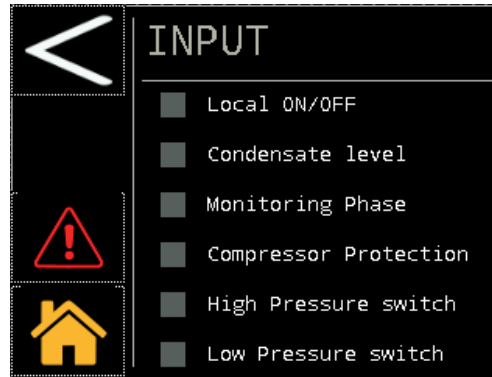 INPUT
Local ON/OFF
Condensate level
Monitoring Phase
Compressor Protection
High Pressure switch
Low Pressure switch